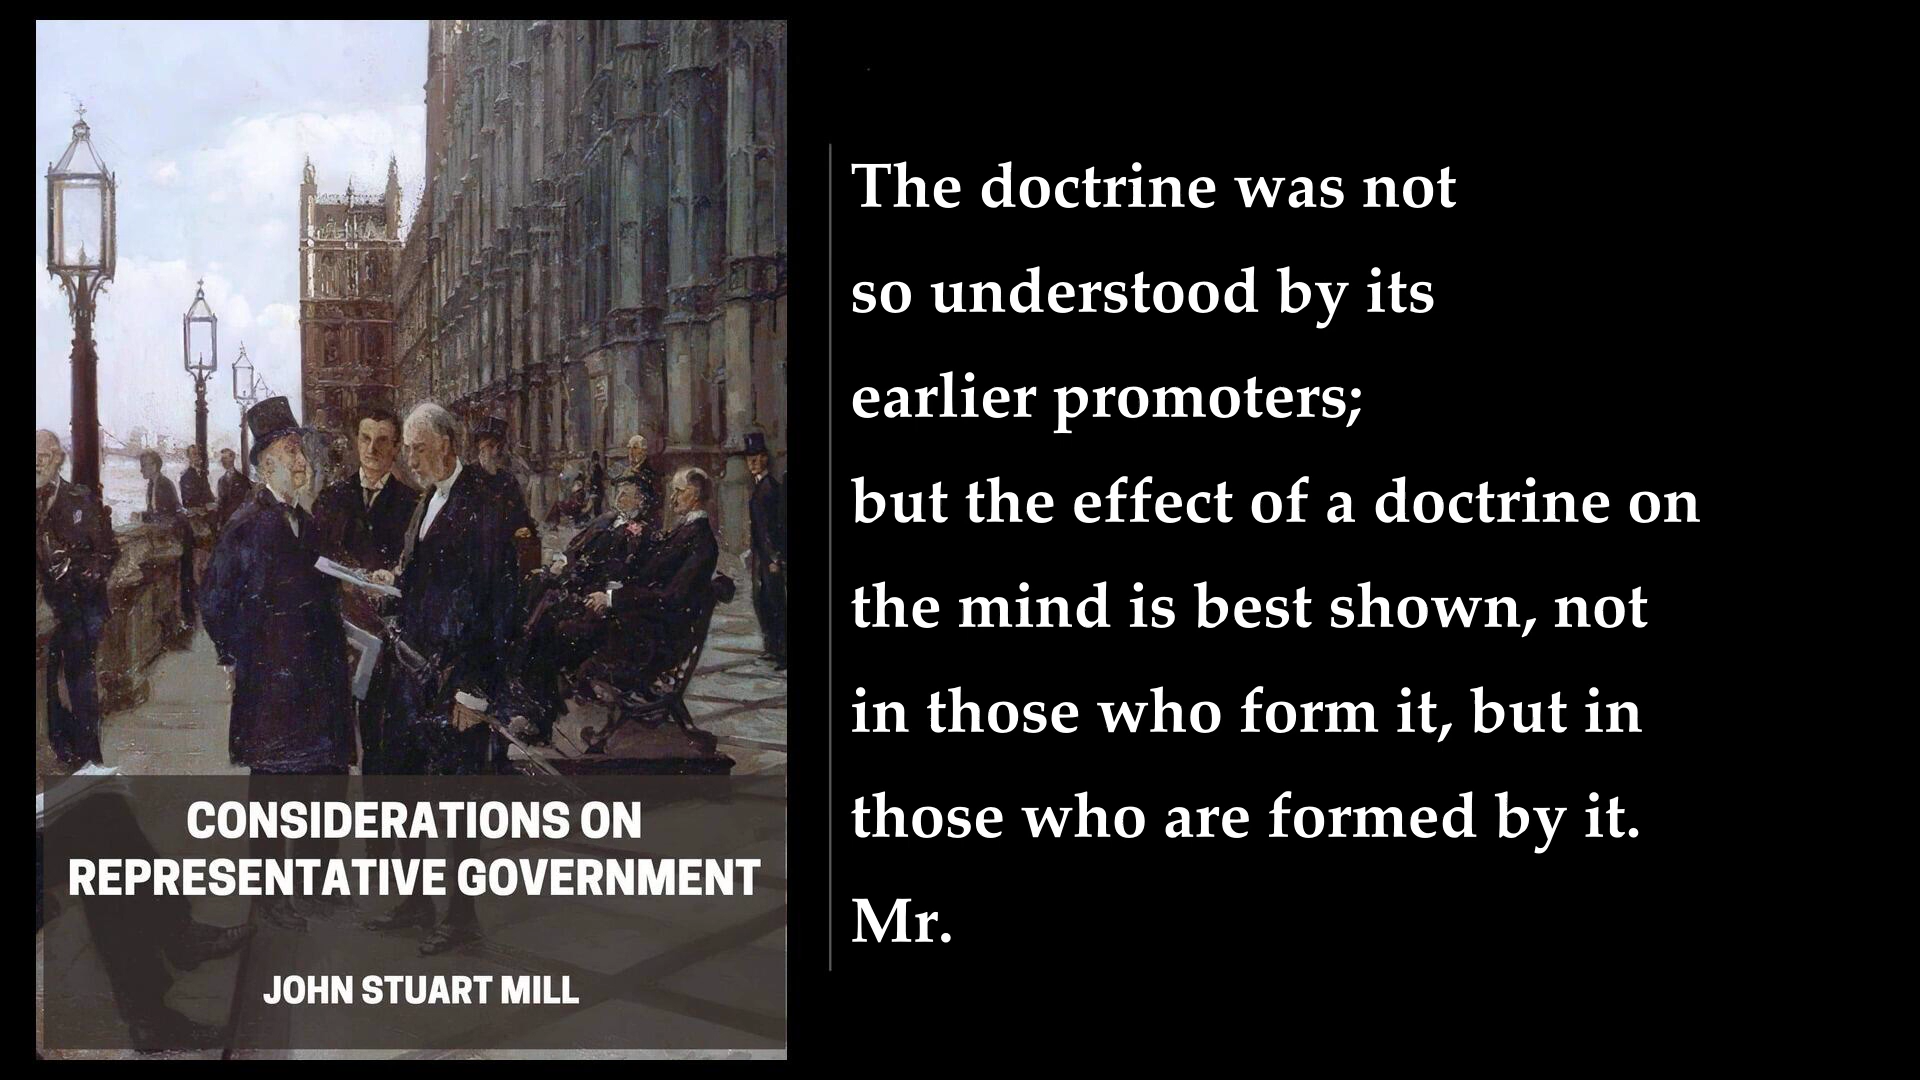 CONSIDERATIONS ON
REPRESENTATIVE GOVERNMENT
JOHN STUART MILL
The doctrine was not
so understood by its
earlier promoters;
but the effect of a doctrine on
the mind is best shown, not
in those who form it, but in
those who are formed by it.
Mr.